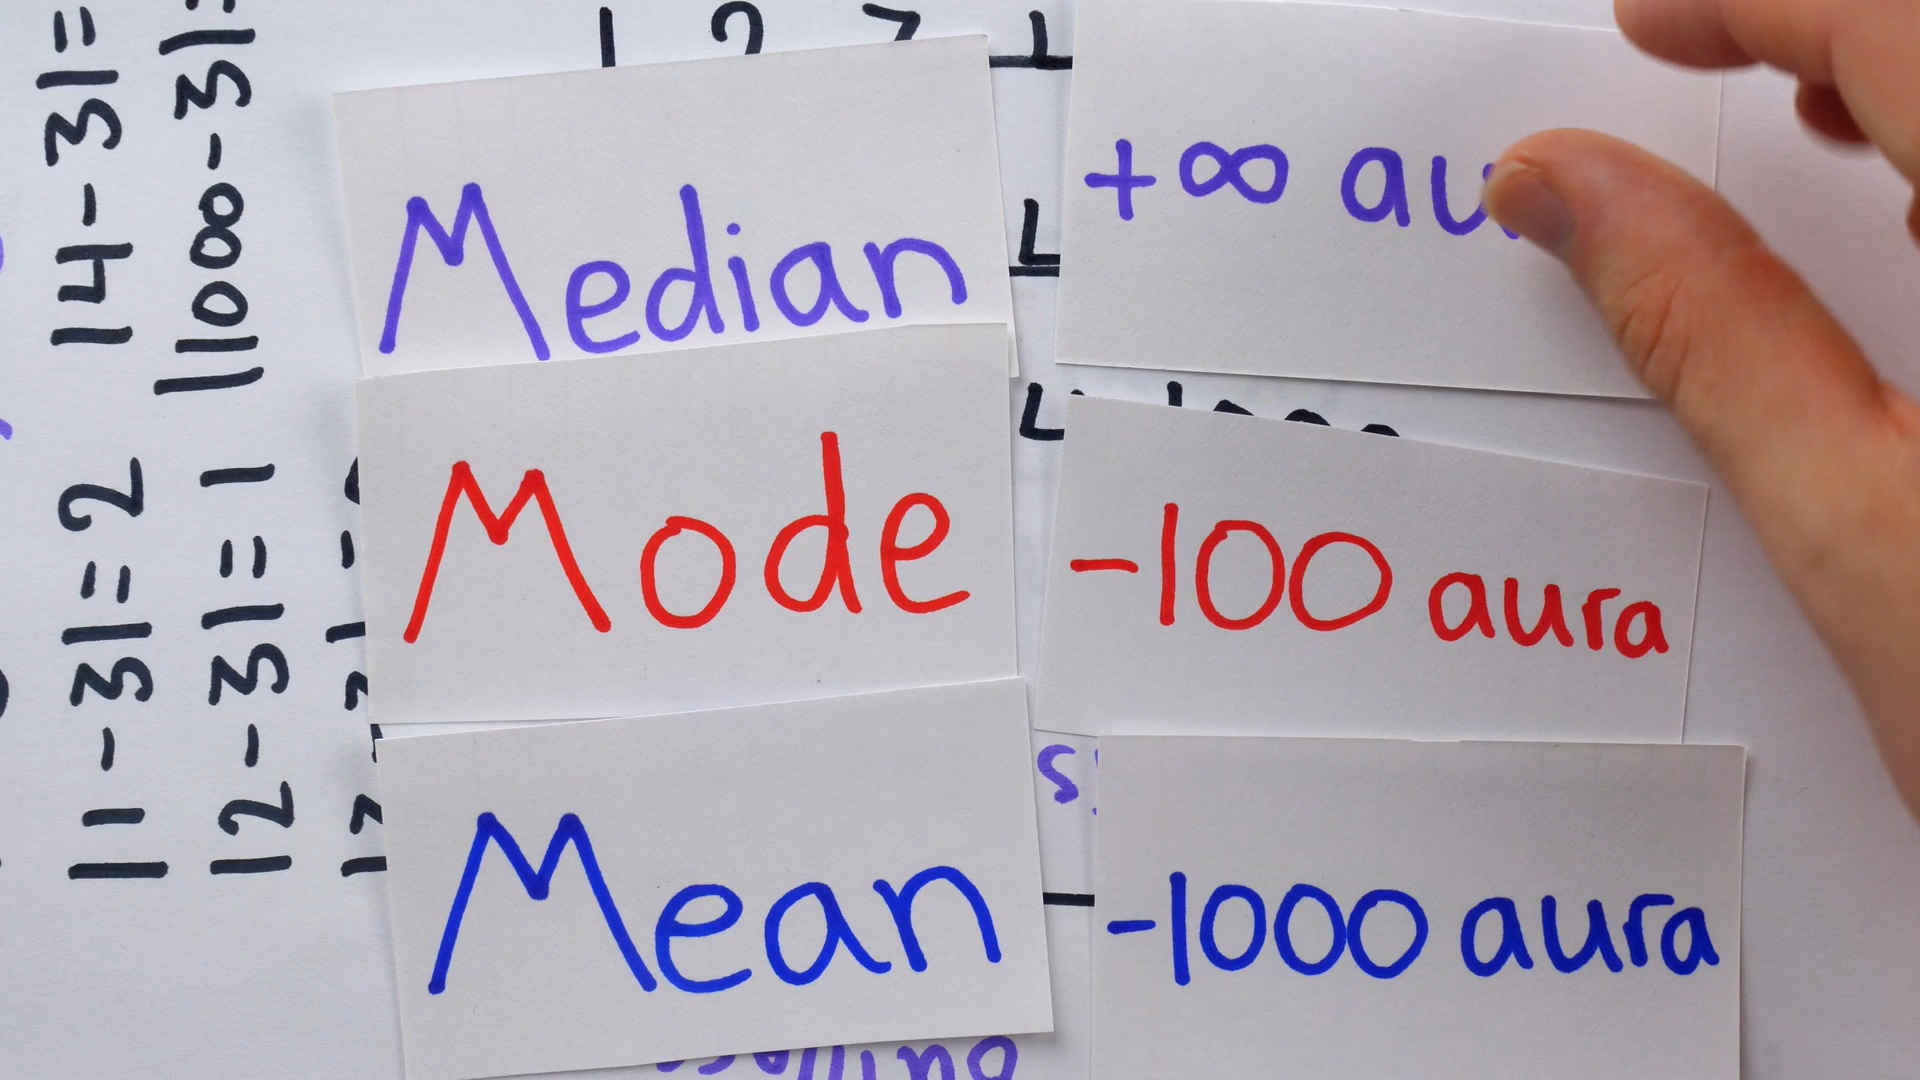 Median
+∞ au
Mode
-100 aura
Mean
-1000 aura
|1-3|=2
|2-3|=1
|4-3|=
|1000-3|=